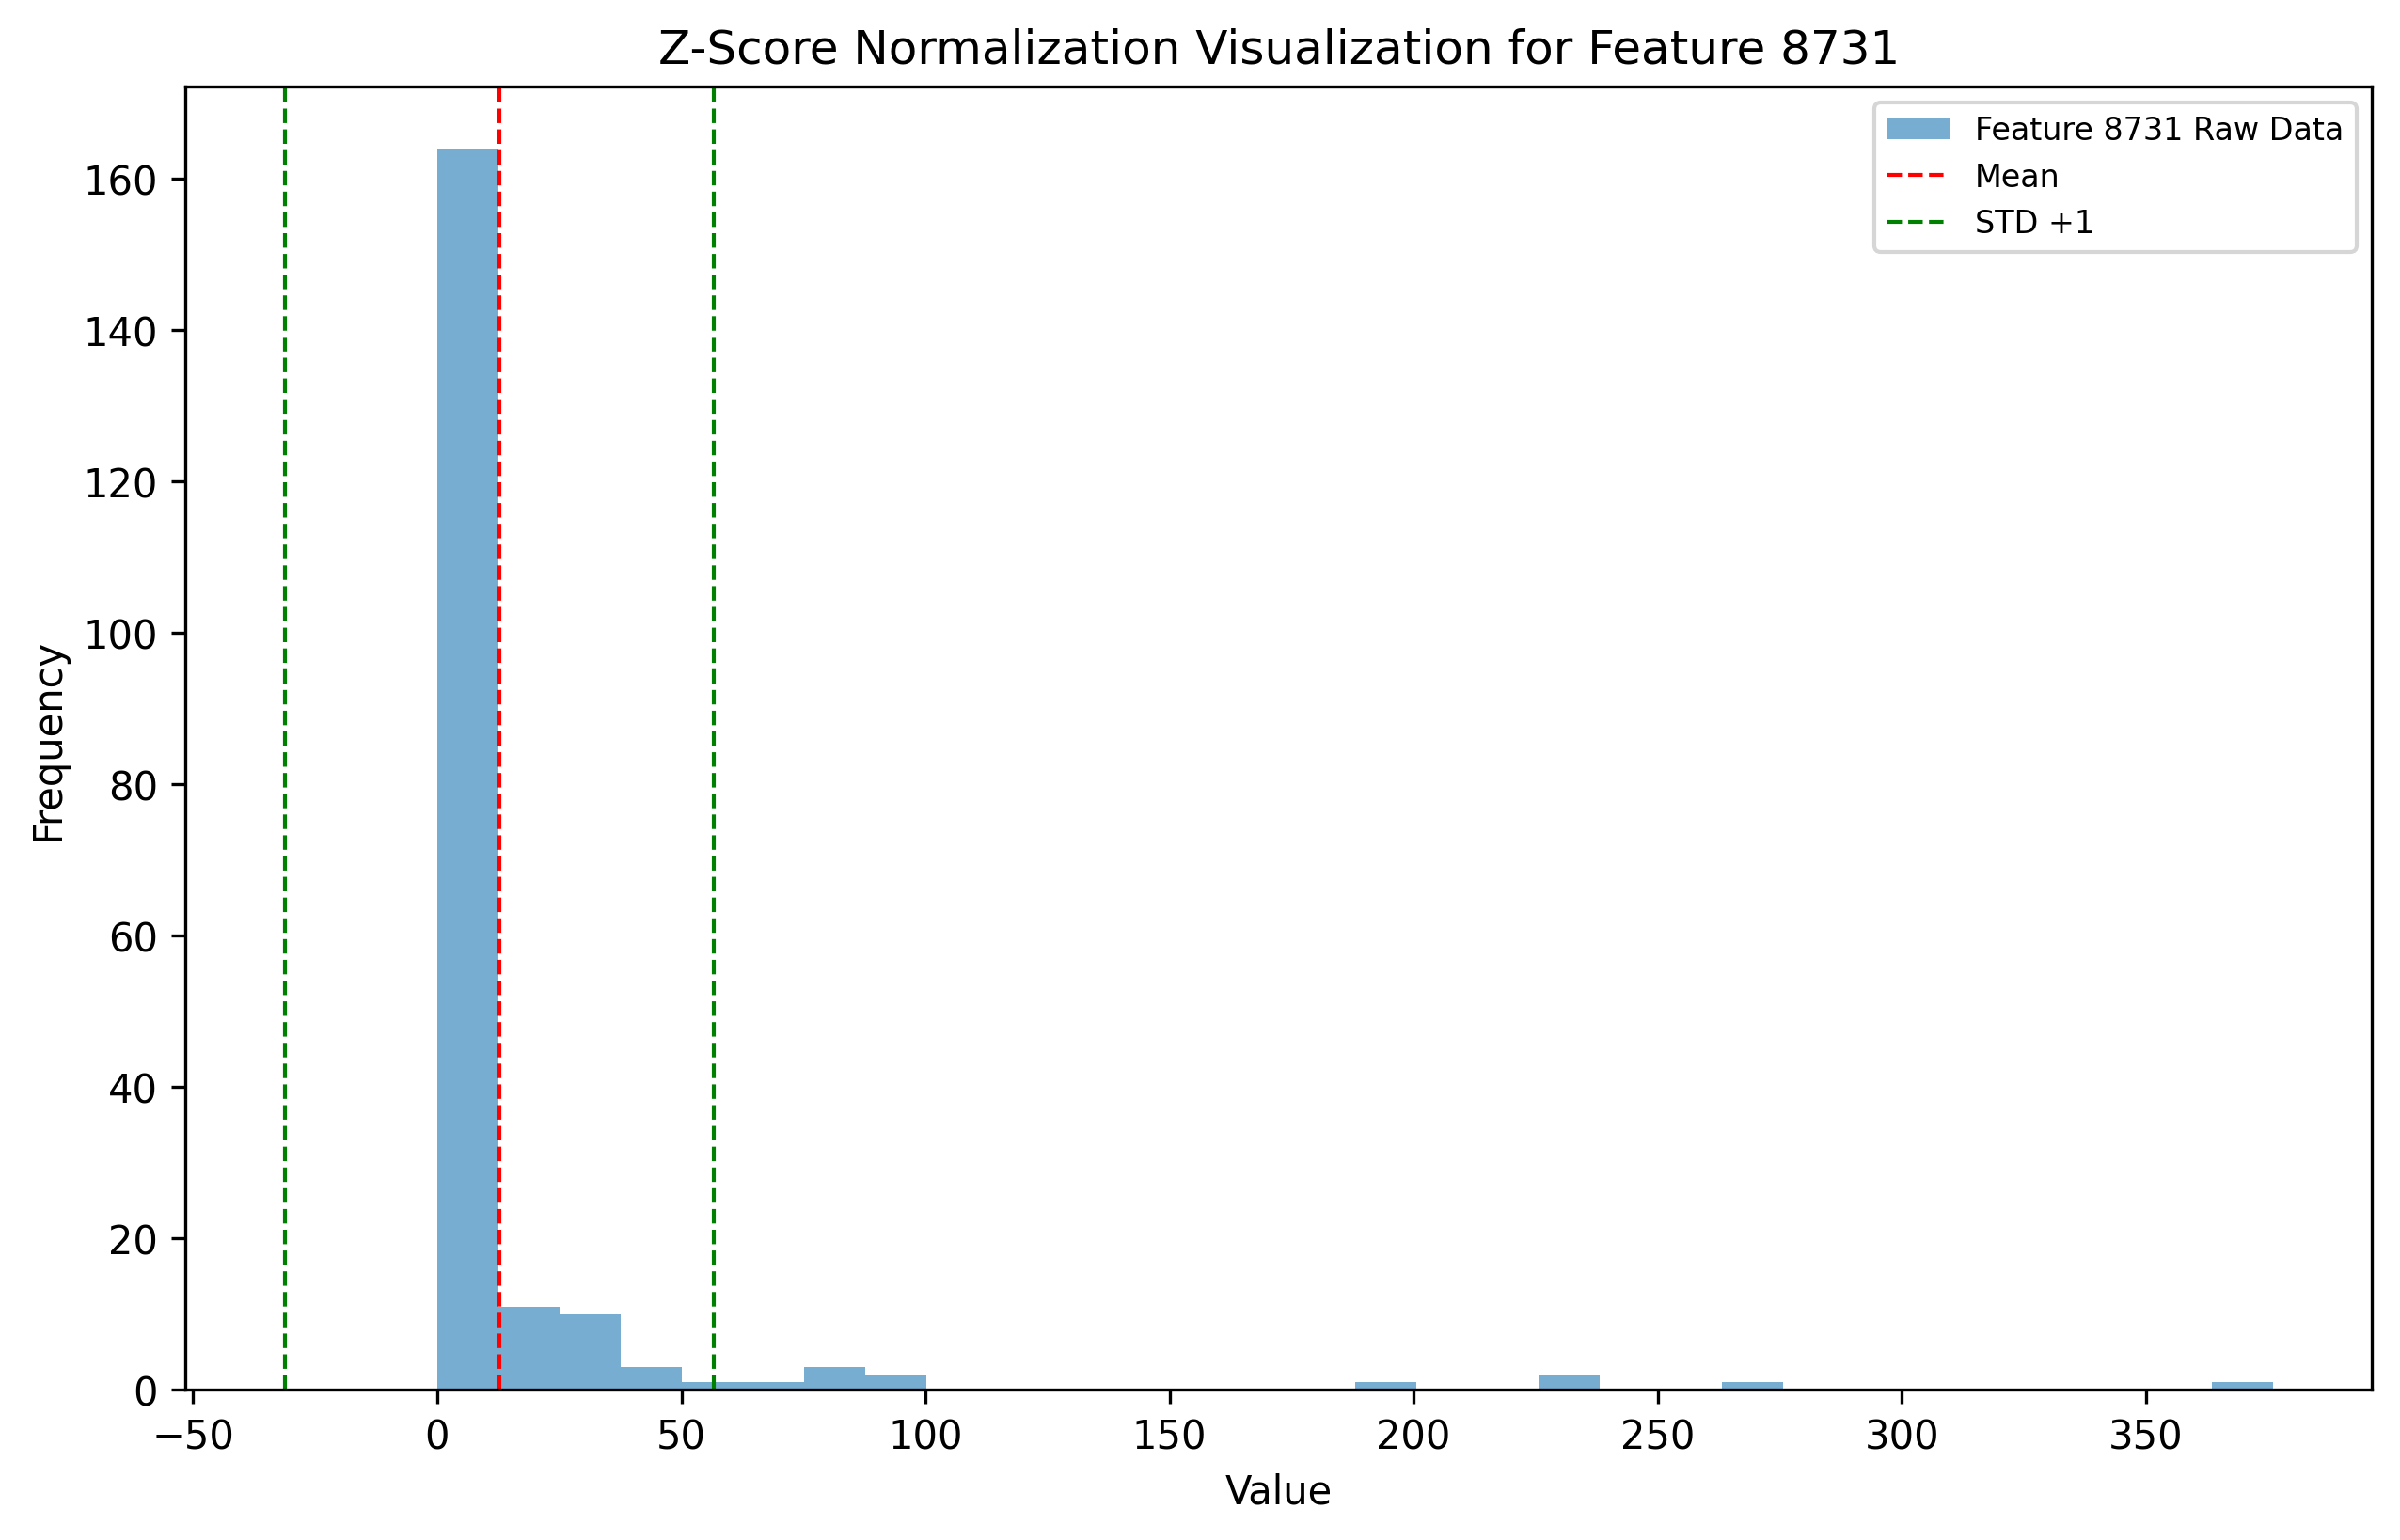 Z-Score Normalization Visualization for Feature 8731
Feature 8731 Raw Data
Mean
STD +1
160
140
120
100
80
60
40
20
0
Frequency
−50 0 50 100 150 200 250 300 350
Value